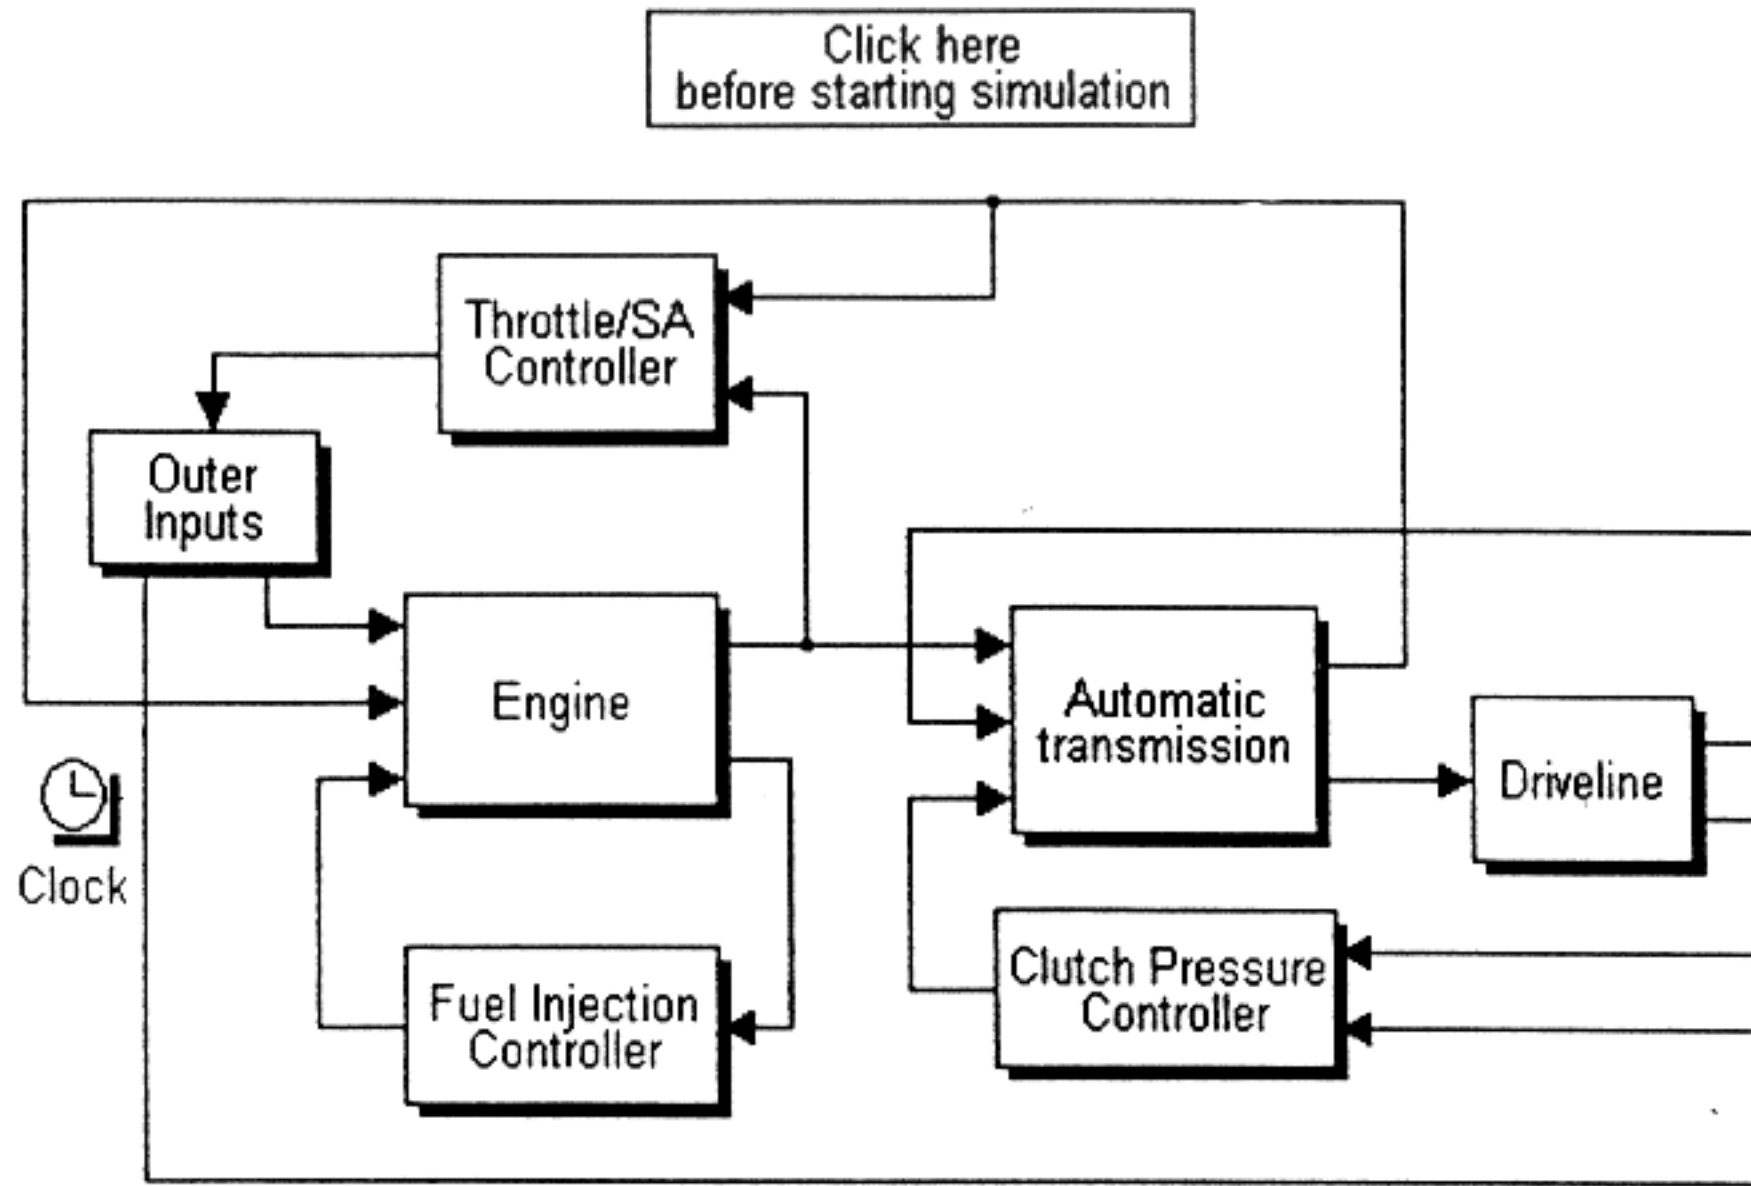 Click here
before starting simulation
Throttle/SA
Controller
Outer
Inputs
Engine
Automatic
transmission
Driveline
Clock
Fuel Injection
Controller
Clutch Pressure
Controller